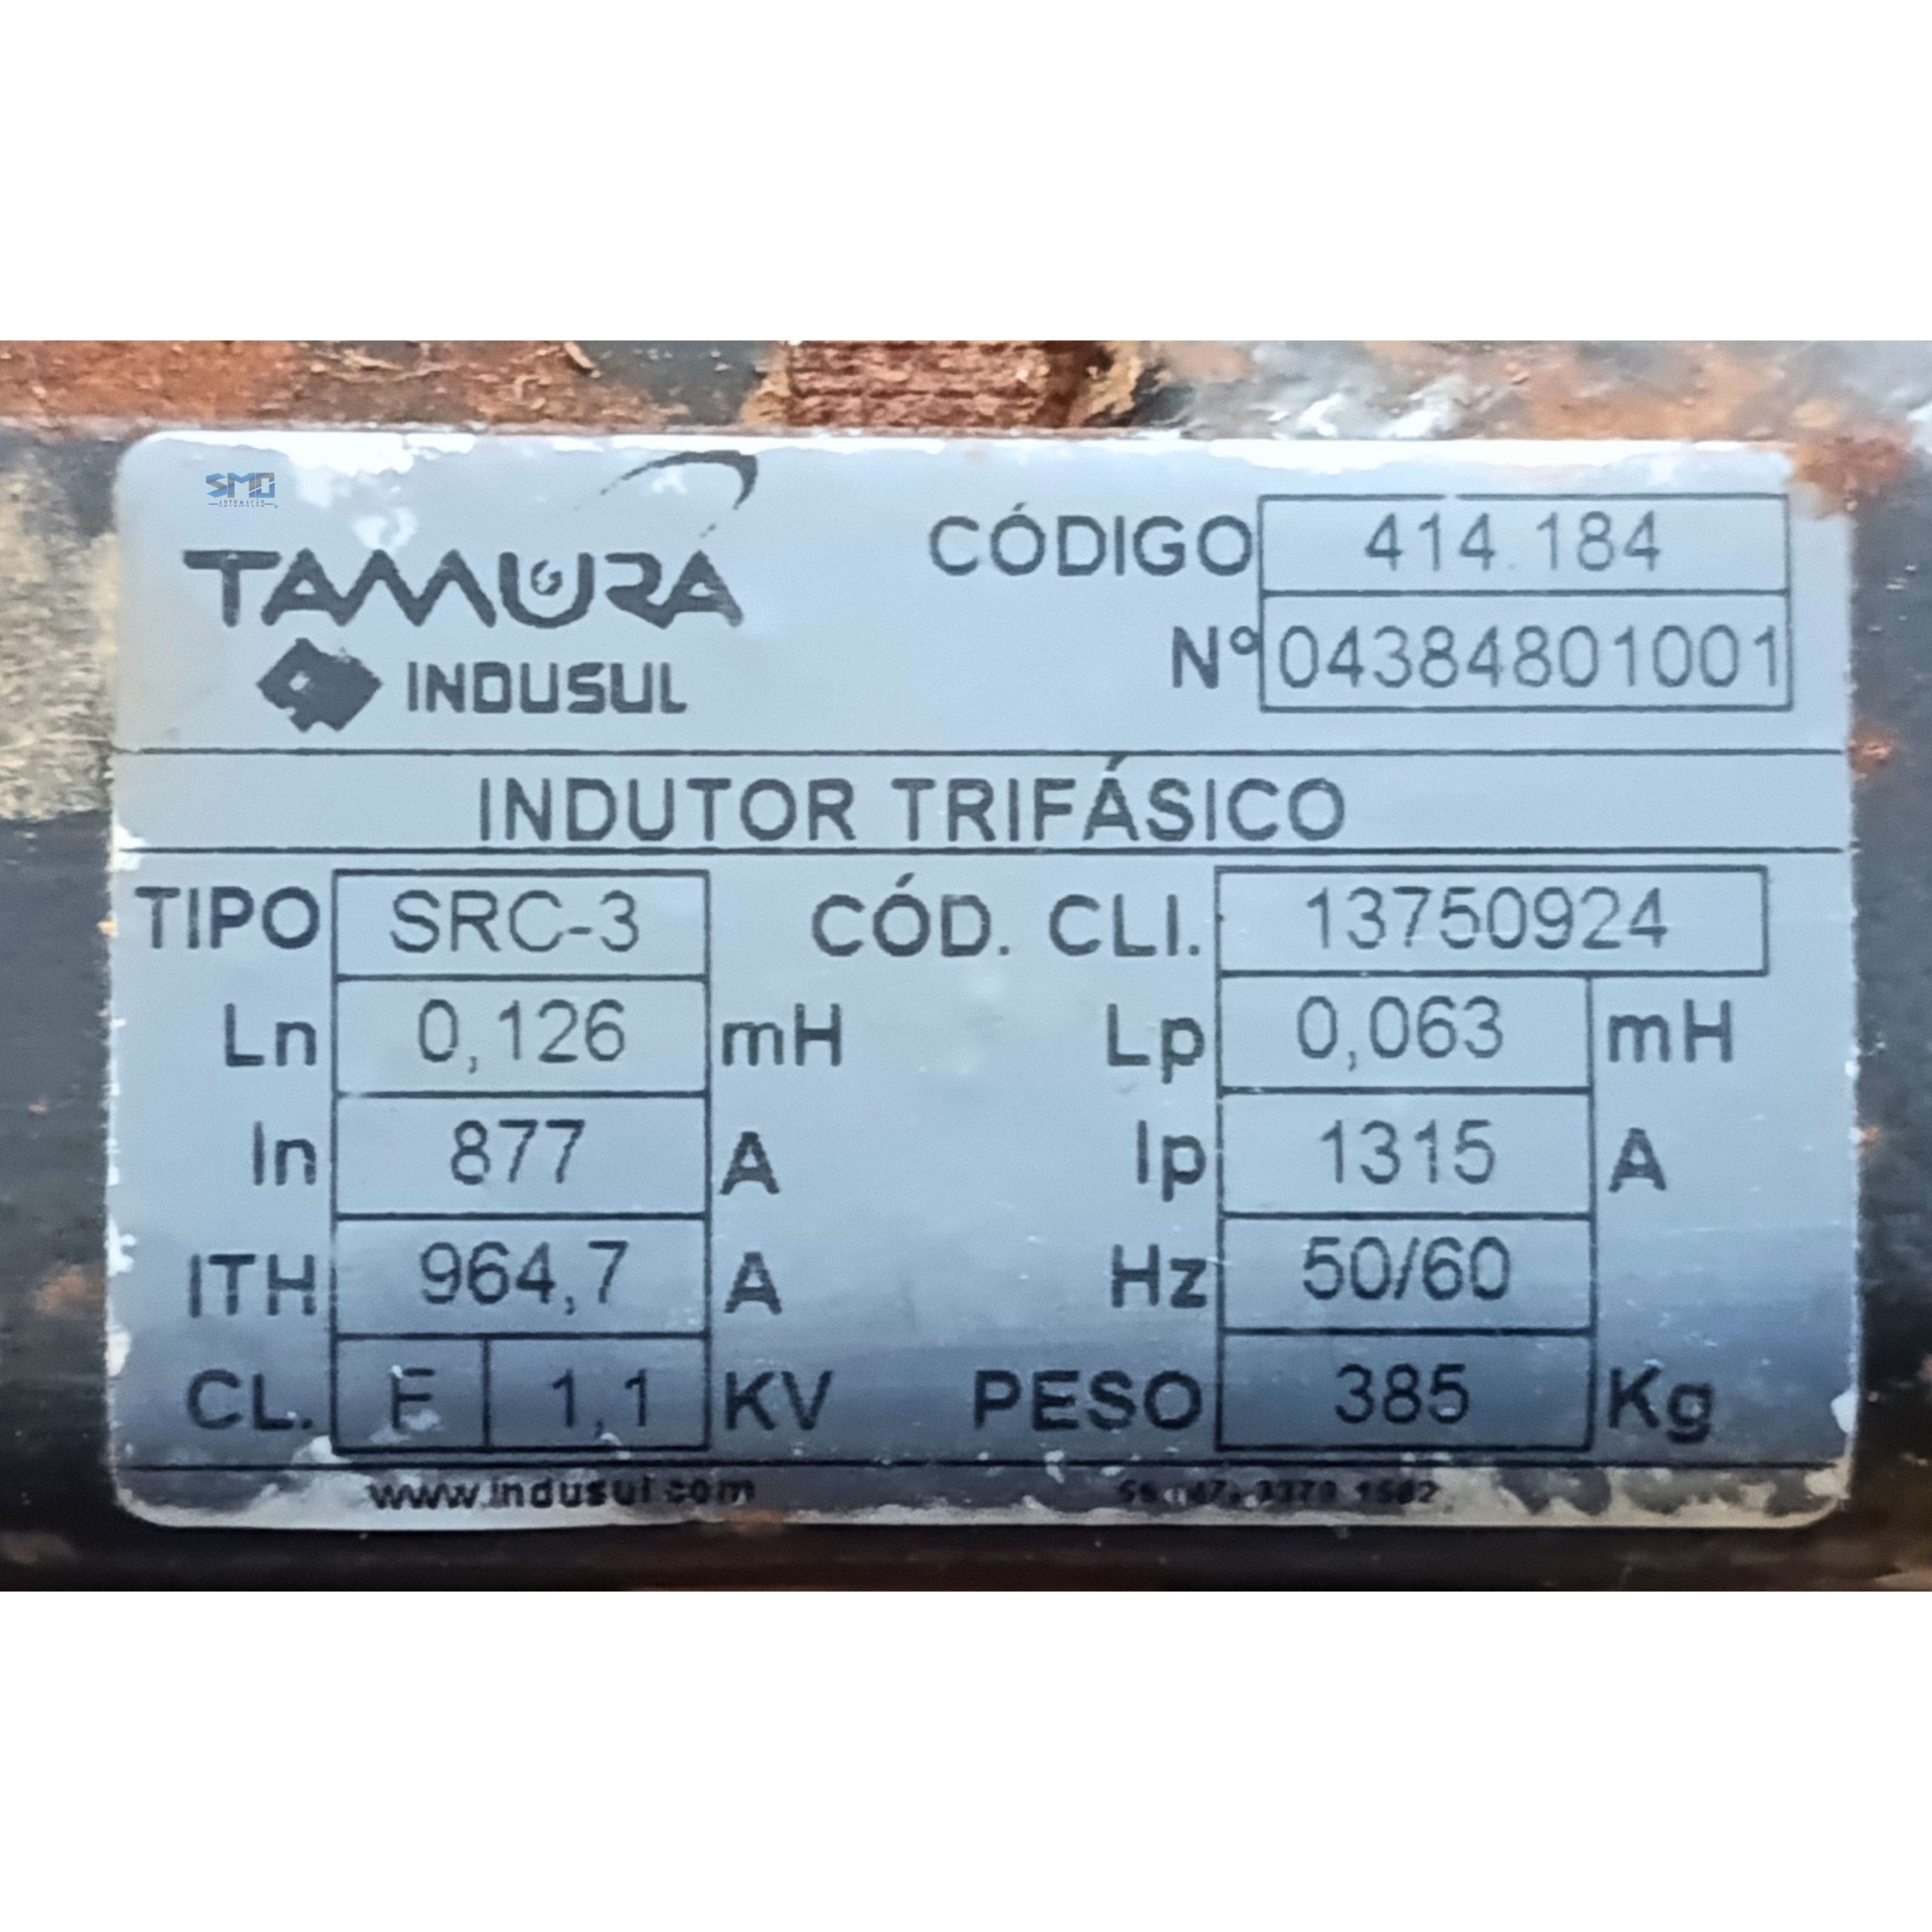 SMO
AUTOMAÇÃO
TAMURA
INDUSUL
CÓDIGO 414.184
Nº 04384801001
INDUTOR TRIFÁSICO
TIPO SRC-3 CÓD. CLI. 13750924
Ln 0,126 mH Lp 0,063 mH
In 877 A Ip 1315 A
ITH 964,7 A Hz 50/60
CL. F 1,1 KV PESO 385 Kg
www.indusul.com